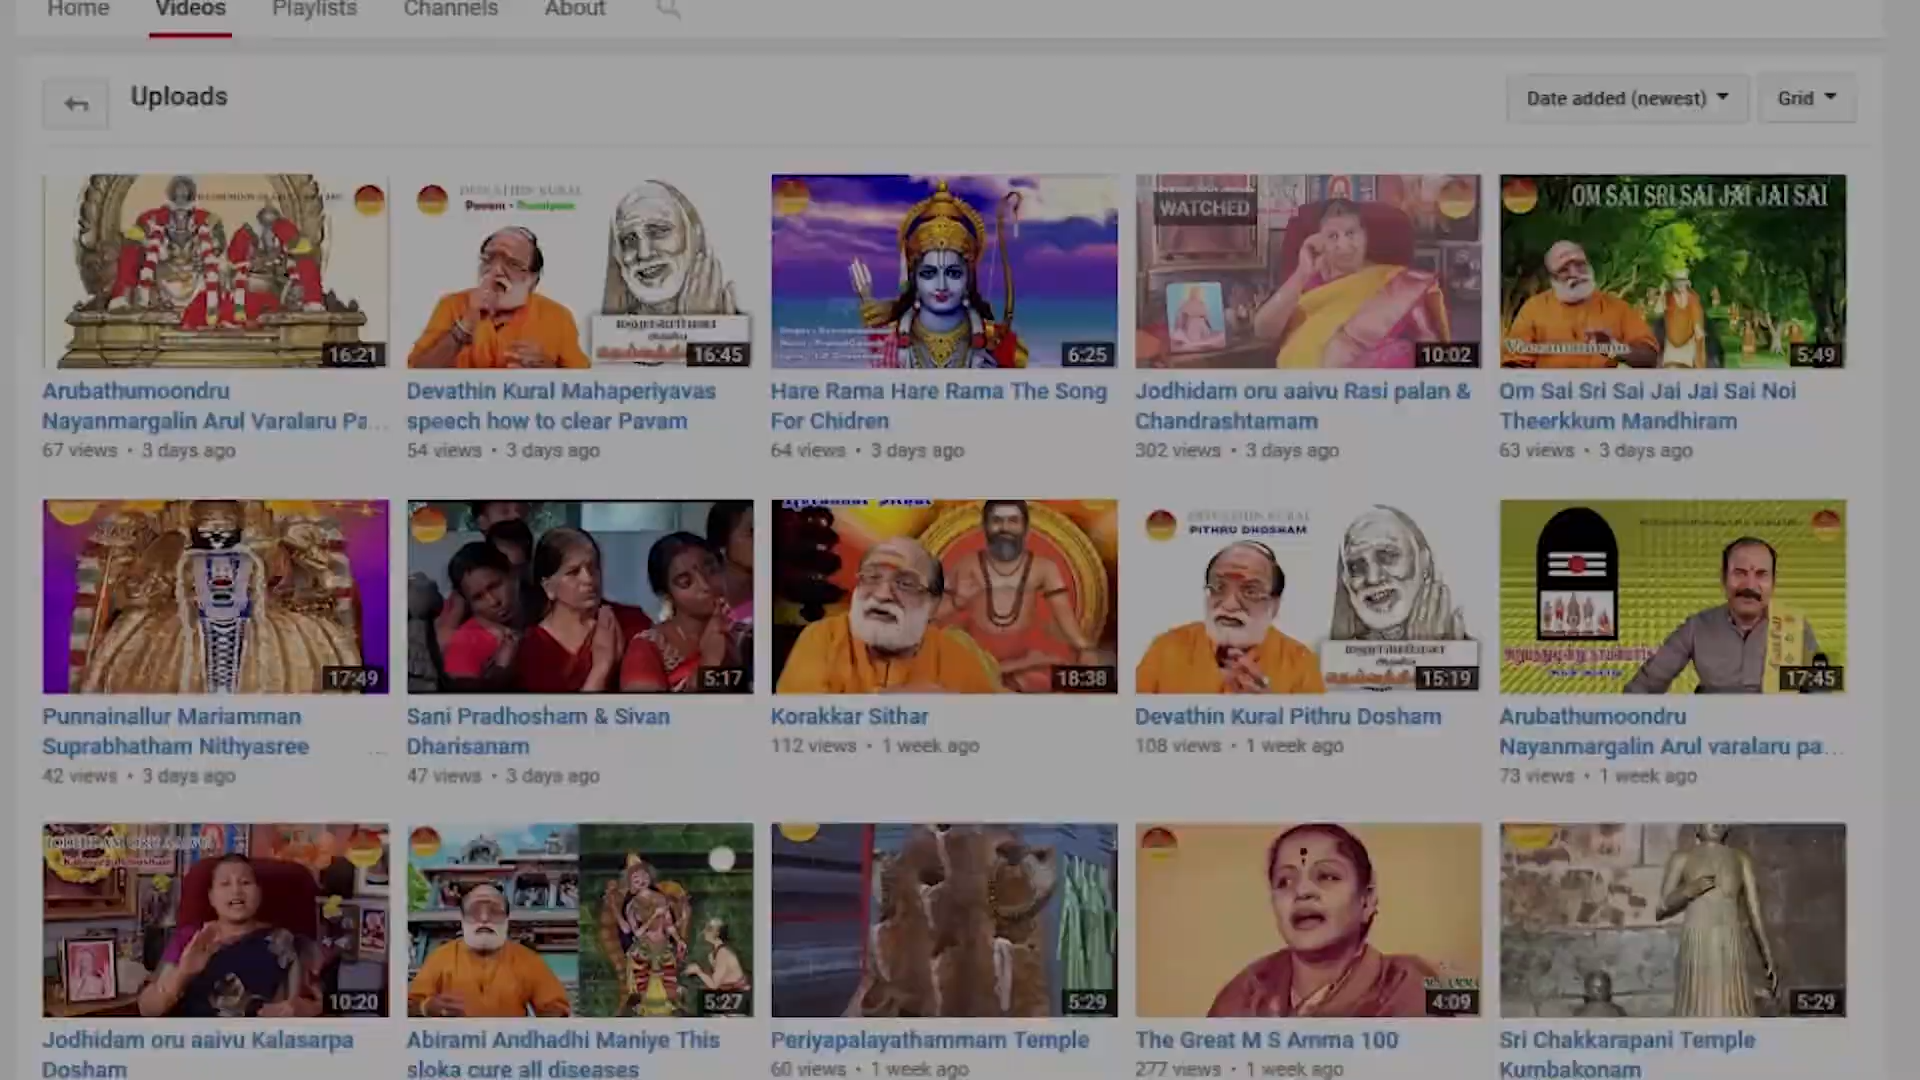 Home Videos Playlists Channels About
Uploads
Date added (newest) Grid
WATCHED
OM SAI SRI SAI JAI JAI SAI
16:21 16:45 6:25 10:02 5:49
Arubathumoondru
Nayanmargalin Arul Varalaru Pa...
67 views • 3 days ago
Devathin Kural Mahaperiyavas
speech how to clear Pavam
54 views • 3 days ago
Hare Rama Hare Rama The Song
For Chidren
64 views • 3 days ago
Jodhidam oru aaivu Rasi palan &
Chandrashtamam
302 views • 3 days ago
Om Sai Sri Sai Jai Jai Sai Noi
Theerkkum Mandhiram
63 views • 3 days ago
DEVATHIN KURAL
PITHRU DHOSHAM
17:49 5:17 18:38 15:19 17:45
Punnainallur Mariamman
Suprabhatham Nithyasree ...
42 views • 3 days ago
Sani Pradhosham & Sivan
Dharisanam
47 views • 3 days ago
Korakkar Sithar
112 views • 1 week ago
Devathin Kural Pithru Dosham
108 views • 1 week ago
Arubathumoondru
Nayanmargalin Arul varalaru pa...
73 views • 1 week ago
10:20 5:27 5:29 4:09 5:29
Jodhidam oru aaivu Kalasarpa
Dosham
Abirami Andhadhi Maniye This
sloka cure all diseases
Periyapalayathammam Temple
60 views • 1 week ago
The Great M S Amma 100
277 views • 1 week ago
Sri Chakkarapani Temple
Kumbakonam